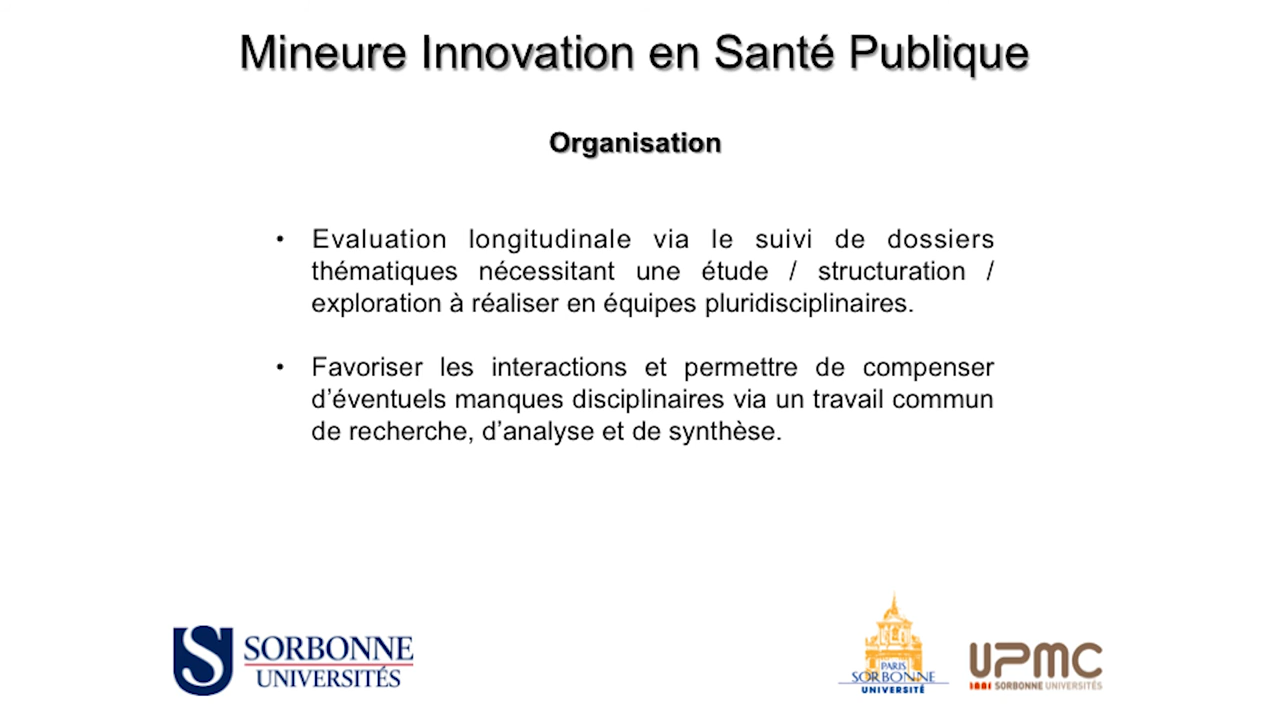 Mineure Innovation en Santé Publique
Organisation
• Evaluation longitudinale via le suivi de dossiers
thématiques nécessitant une étude / structuration /
exploration à réaliser en équipes pluridisciplinaires.
• Favoriser les interactions et permettre de compenser
d’éventuels manques disciplinaires via un travail commun
de recherche, d’analyse et de synthèse.
S SORBONNE
UNIVERSITÉS
PARIS
SORBONNE
UNIVERSITÉ
UPMC
SORBONNE UNIVERSITÉS